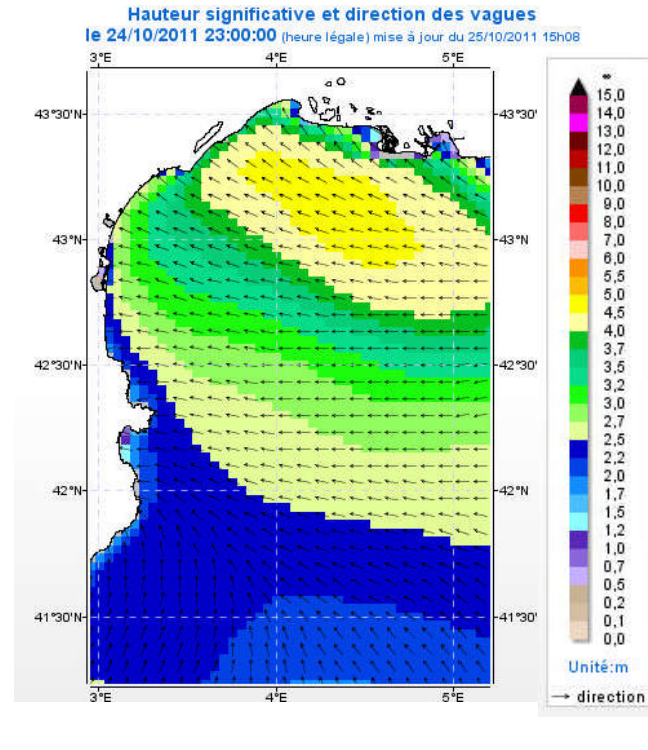 Hauteur significative et direction des vagues
le 24/10/2011 23:00:00 (heure légale) mise à jour du 25/10/2011 15h08
3°E 4°E 5°E
43°30'N 43°30'
43°N 43°N
42°30'N 42°30'
42°N 42°N
41°30'N 41°30'
3°E 4°E 5°E
∞
15,0
14,0
13,0
12,0
11,0
10,0
9,0
8,0
7,0
6,0
5,5
5,0
4,5
4,0
3,7
3,5
3,2
3,0
2,7
2,5
2,2
2,0
1,7
1,5
1,2
1,0
0,7
0,5
0,2
0,1
0,0
Unité:m
→ direction